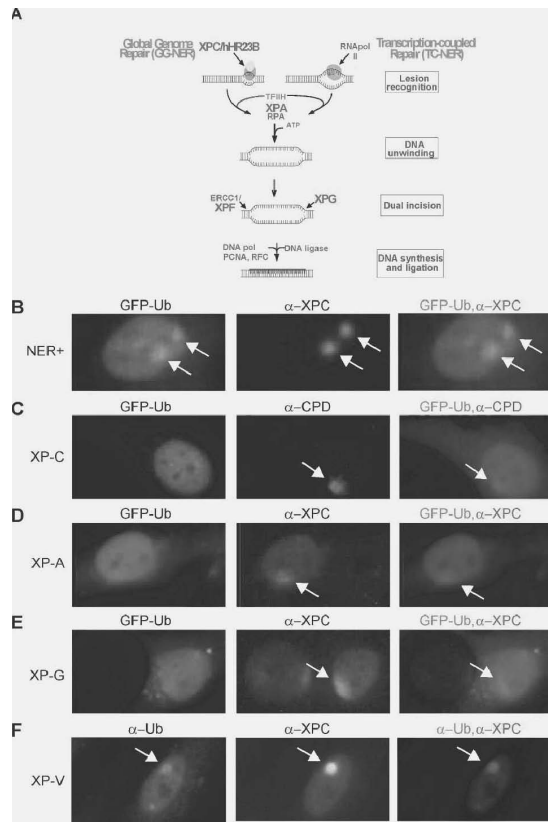 A
Global Genome
Repair (GG-NER)
XPC/hHR23B
RNApol
II
Transcription-coupled
Repair (TC-NER)
Lesion
recognition
TFIIH
XPA
RPA
ATP
DNA
unwinding
ERCC1/
XPF
XPG
Dual incision
DNA pol
PCNA, RFC
DNA ligase
DNA synthesis
and ligation
B
GFP-Ub
α-XPC
GFP-Ub, α-XPC
NER+
C
GFP-Ub
α-CPD
GFP-Ub, α-CPD
XP-C
D
GFP-Ub
α-XPC
GFP-Ub, α-XPC
XP-A
E
GFP-Ub
α-XPC
GFP-Ub, α-XPC
XP-G
F
α-Ub
α-XPC
α-Ub, α-XPC
XP-V